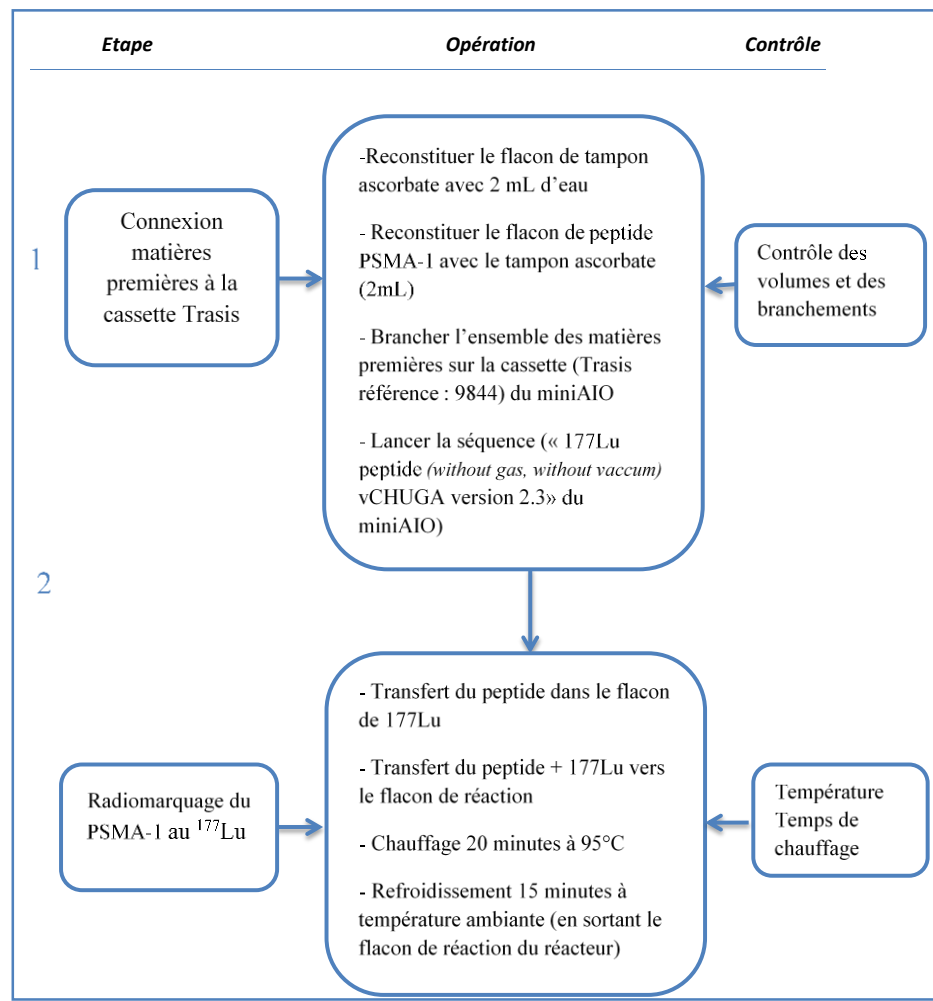 Etape Opération Contrôle
1
Connexion
matières
premières à la
cassette Trasis
-Reconstituer le flacon de tampon
ascorbate avec 2 mL d'eau
- Reconstituer le flacon de peptide
PSMA-1 avec le tampon ascorbate
(2mL)
- Brancher l'ensemble des matières
premières sur la cassette (Trasis
référence : 9844) du miniAIO
- Lancer la séquence (« 177Lu
peptide (without gas, without vaccum)
vCHUGA version 2.3» du
miniAIO)
Contrôle des
volumes et des
branchements
2
Radiomarquage du
PSMA-1 au ¹⁷⁷Lu
- Transfert du peptide dans le flacon
de 177Lu
- Transfert du peptide + 177Lu vers
le flacon de réaction
- Chauffage 20 minutes à 95°C
- Refroidissement 15 minutes à
température ambiante (en sortant le
flacon de réaction du réacteur)
Température
Temps de
chauffage